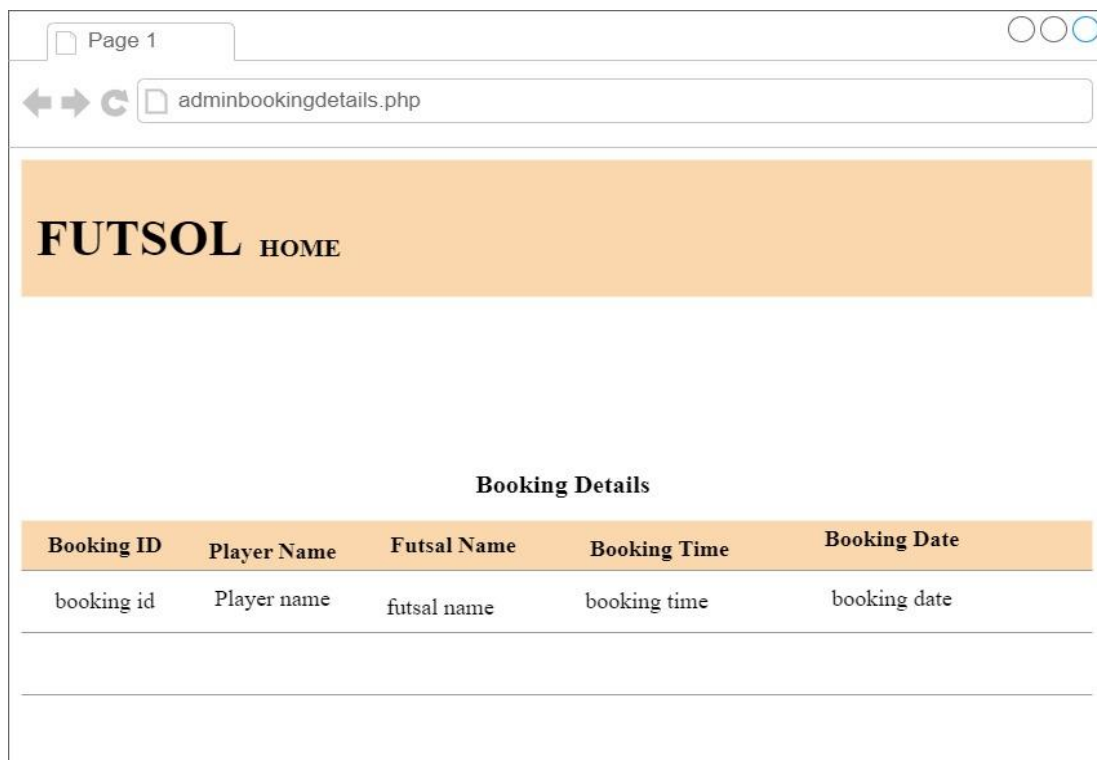 Page 1
adminbookingdetails.php
FUTSOL HOME
Booking Details
Booking ID Player Name Futsal Name Booking Time Booking Date
booking id Player name futsal name booking time booking date